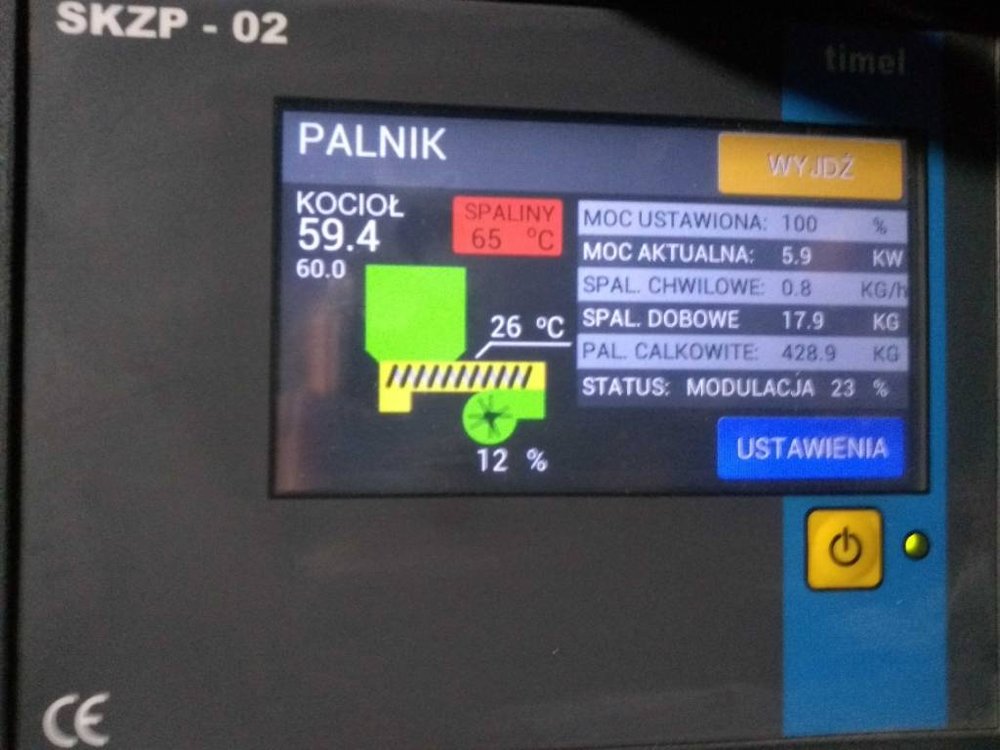 SKZP - 02
timel
PALNIK
WYJDŹ
KOCIOŁ
59.4
60.0
SPALINY
65 ºC
MOC USTAWIONA: 100 %
MOC AKTUALNA: 5.9 KW
SPAL. CHWILOWE: 0.8 KG/h
SPAL. DOBOWE 17.9 KG
PAL. CALKOWITE: 428.9 KG
STATUS: MODULACJA 23 %
26 ºC
12 %
USTAWIENIA
CE